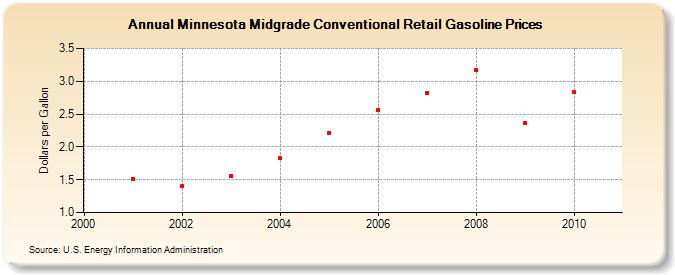 Annual Minnesota Midgrade Conventional Retail Gasoline Prices
Dollars per Gallon
3.5
3.0
2.5
2.0
1.5
1.0
2000 2002 2004 2006 2008 2010
Source: U.S. Energy Information Administration